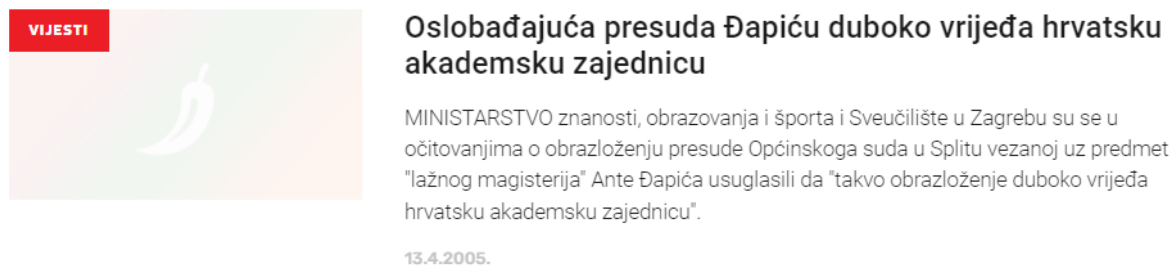 VIJESTI
Oslobađajuća presuda Đapiću duboko vrijeđa hrvatsku
akademsku zajednicu
MINISTARSTVO znanosti, obrazovanja i športa i Sveučilište u Zagrebu su se u
očitovanjima o obrazloženju presude Općinskoga suda u Splitu vezanoj uz predmet
"lažnog magisterija" Ante Đapića usuglasili da "takvo obrazloženje duboko vrijeđa
hrvatsku akademsku zajednicu".
13.4.2005.